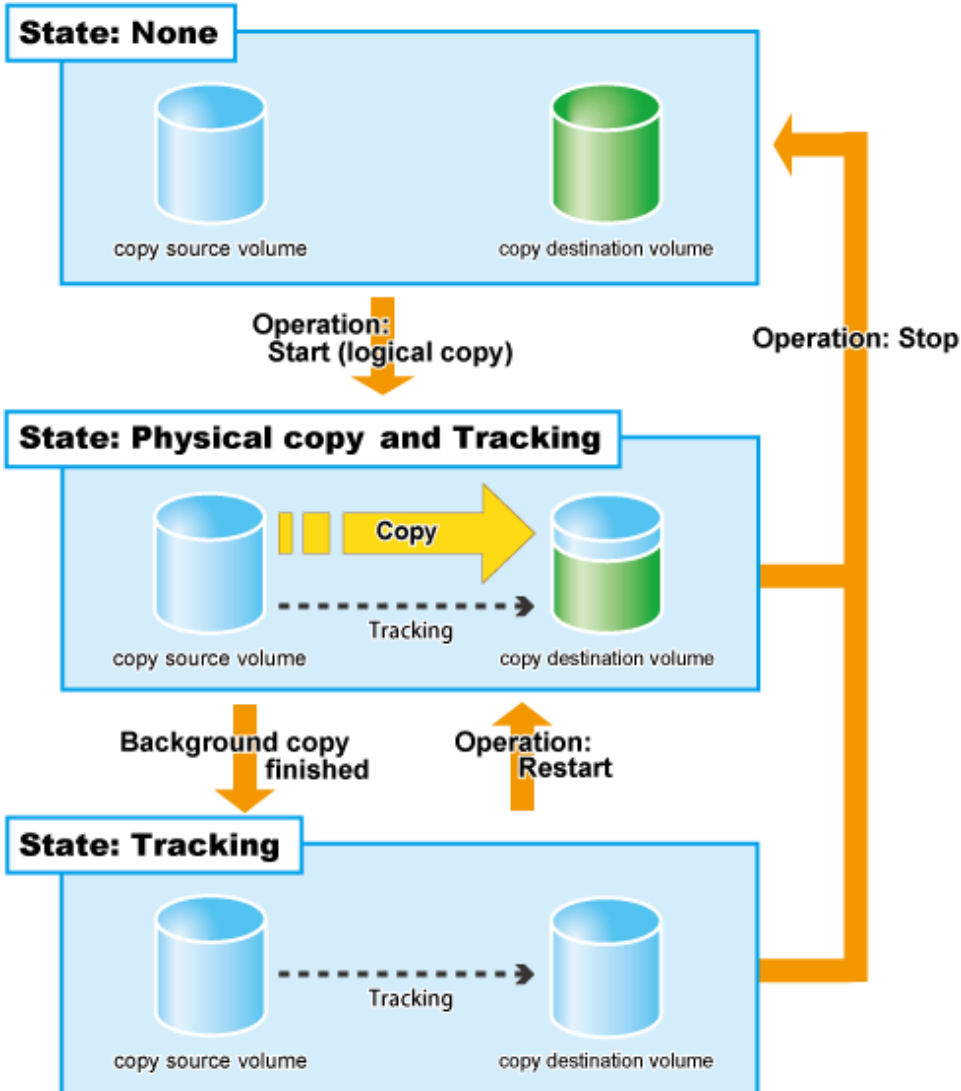 State: None
copy source volume
copy destination volume
Operation:
Start (logical copy)
Operation: Stop
State: Physical copy and Tracking
Copy
Tracking
copy source volume
copy destination volume
Background copy
finished
Operation:
Restart
State: Tracking
Tracking
copy source volume
copy destination volume